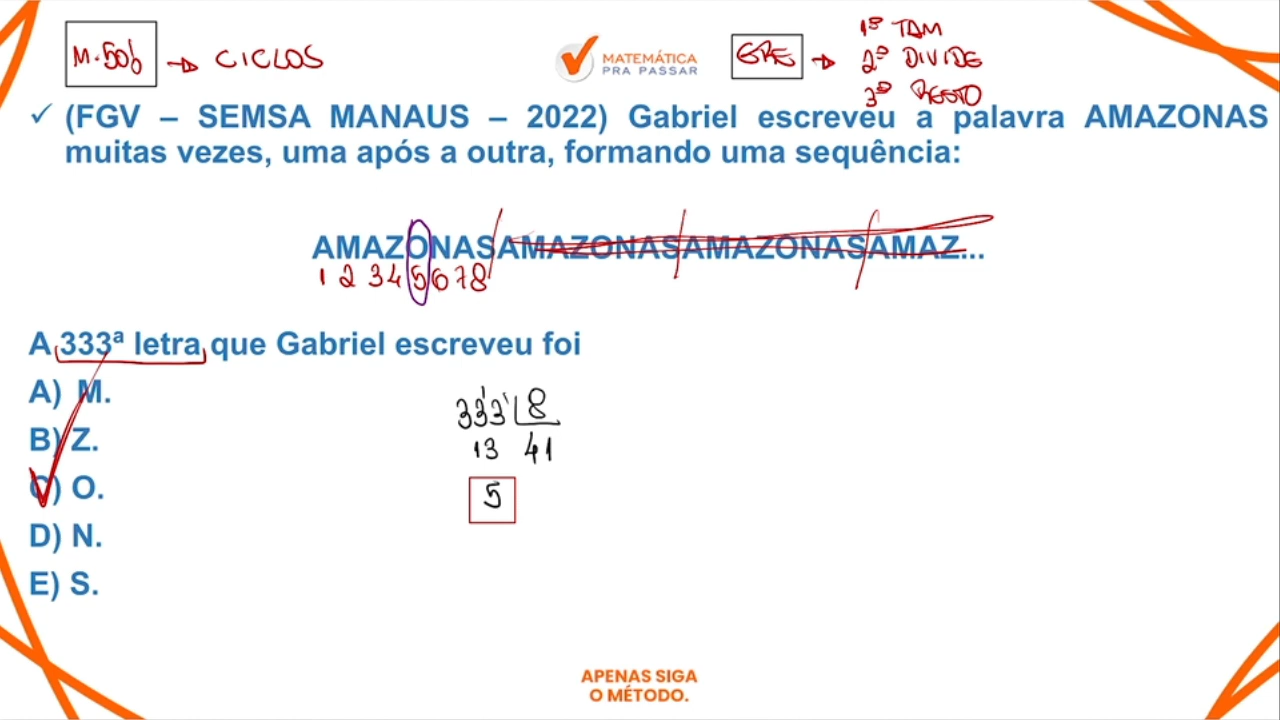 M.50% → CICLOS
MATEMÁTICA
PRA PASSAR
→ 1º TAM
2º DIVIDE
3º RESTO
✓ (FGV – SEMSA MANAUS – 2022) Gabriel escreveu a palavra AMAZONAS
muitas vezes, uma após a outra, formando uma sequência:
AMAZONASAMAZONASAMAZONASAMAZ...
1 2 3 4 5 6 7 8
A 333ª letra que Gabriel escreveu foi
A) M.
B) Z.
C) O.
D) N.
E) S.
333 8
13 41
5
APENAS SIGA
O MÉTODO.